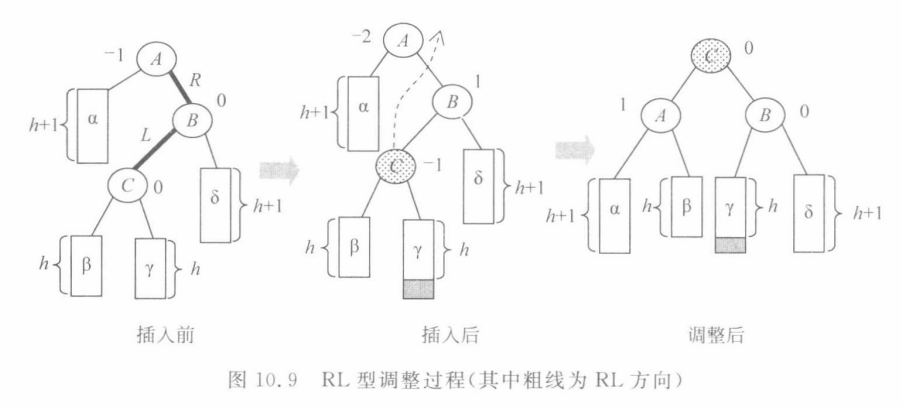 -1 A
R
h+1 α
B 0
L
C 0
δ h+1
h β
γ h
插入前
-2 A
h+1 α
B 1
C -1
δ h+1
h β
γ h
插入后
C 0
1 A
B 0
h+1 α
h β
γ h
δ h+1
调整后
图 10.9 RL 型调整过程(其中粗线为 RL 方向)